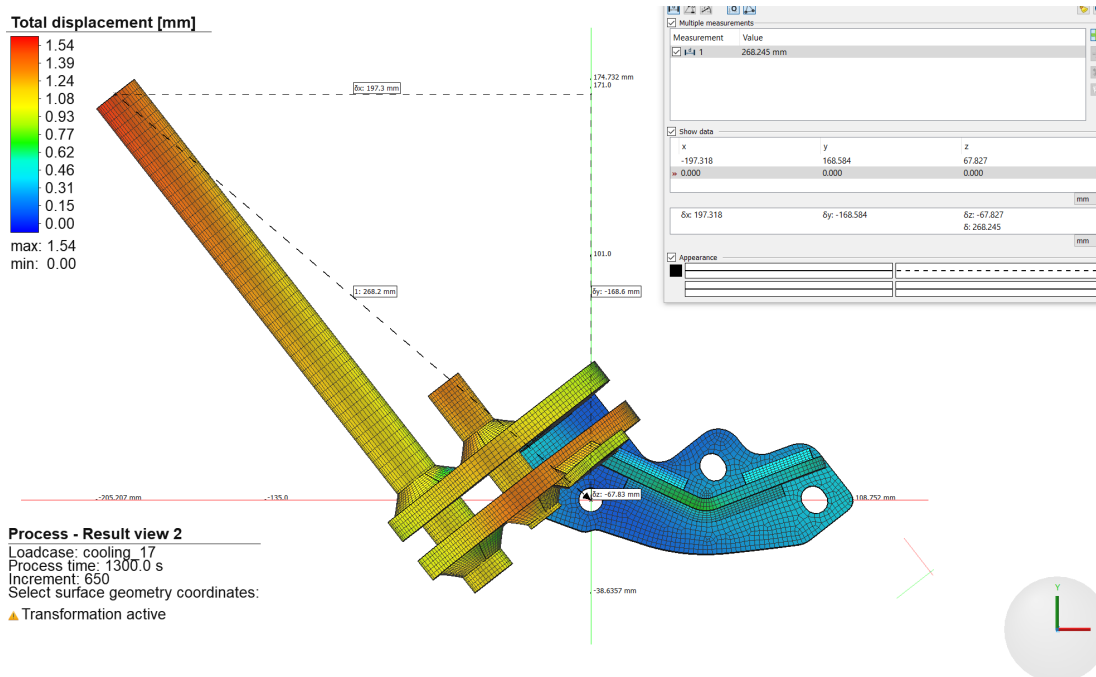 Total displacement [mm]
1.54
1.39
1.24
1.08
0.93
0.77
0.62
0.46
0.31
0.15
0.00
max: 1.54
min: 0.00
δx: 197.3 mm
174.732 mm
171.0
101.0
1: 268.2 mm
δy: -168.6 mm
δz: -67.83 mm
-205.207 mm
-135.0
108.752 mm
-38.6357 mm
Multiple measurements
Measurement Value
1 268.245 mm
Show data
x y z
-197.318 168.584 67.827
» 0.000 0.000 0.000
mm
δx: 197.318 δy: -168.584 δz: -67.827
δ: 268.245
mm
Appearance
Process - Result view 2
Loadcase: cooling_17
Process time: 1300.0 s
Increment: 650
Select surface geometry coordinates:
Transformation active
Y